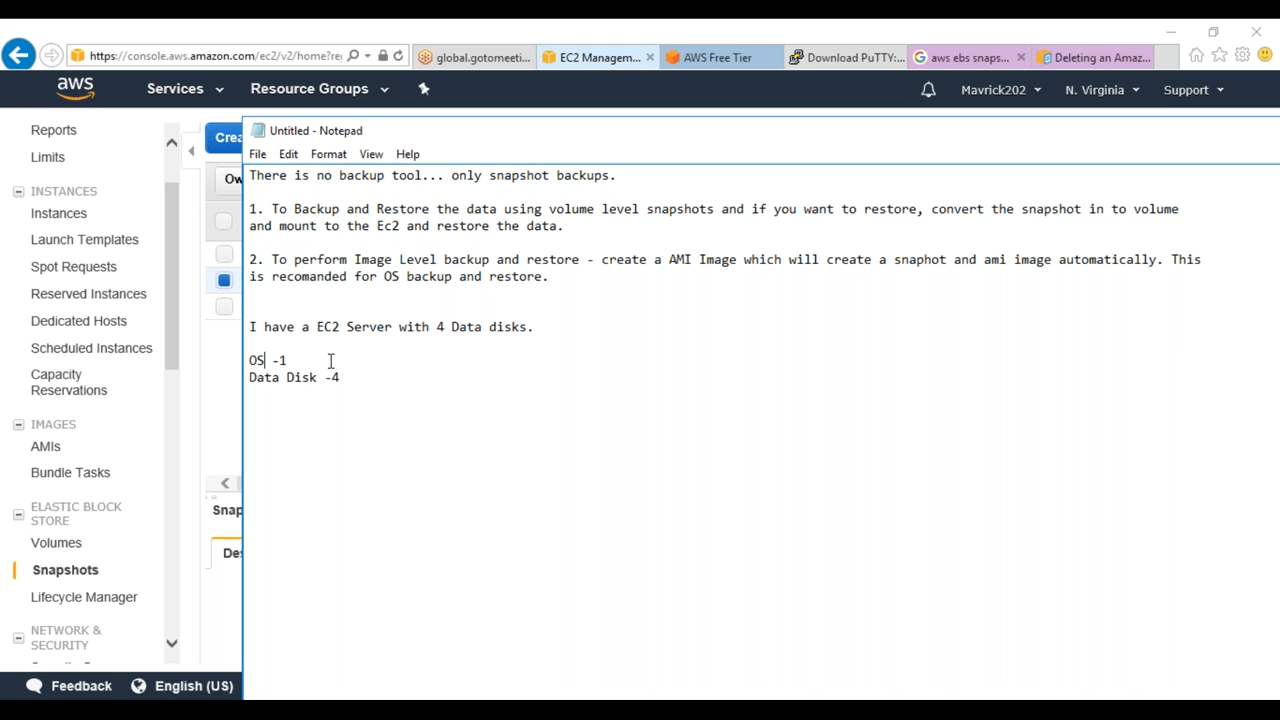 https://console.aws.amazon.com/ec2/v2/home?re
global.gotomeeti...
EC2 Managem...
AWS Free Tier
Download PuTTY:...
aws ebs snaps...
Deleting an Amaz...
aws
Services
Resource Groups
Mavrick202
N. Virginia
Support
Reports
Limits
INSTANCES
Instances
Launch Templates
Spot Requests
Reserved Instances
Dedicated Hosts
Scheduled Instances
Capacity
Reservations
IMAGES
AMIs
Bundle Tasks
ELASTIC BLOCK
STORE
Volumes
Snapshots
Lifecycle Manager
NETWORK &
SECURITY
Feedback
English (US)
Crea
Ow
Snap
Des
Untitled - Notepad
File Edit Format View Help
There is no backup tool... only snapshot backups.
1. To Backup and Restore the data using volume level snapshots and if you want to restore, convert the snapshot in to volume
and mount to the Ec2 and restore the data.
2. To perform Image Level backup and restore - create a AMI Image which will create a snaphot and ami image automatically. This
is recomanded for OS backup and restore.
I have a EC2 Server with 4 Data disks.
OS -1
Data Disk -4